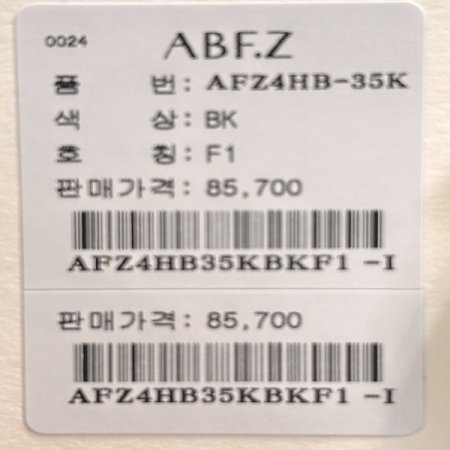 0024 ABF.Z
품 번: AFZ4HB-35K
색 상: BK
호 칭: F1
판매가격: 85,700
AFZ4HB35KBKF1 -I
판매가격: 85,700
AFZ4HB35KBKF1 -I